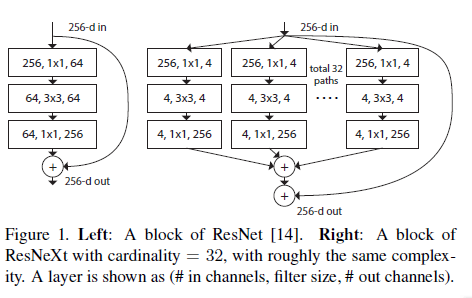 256-d in
256, 1x1, 64
64, 3x3, 64
64, 1x1, 256
+
256-d out
256-d in
256, 1x1, 4
256, 1x1, 4
total 32
paths
256, 1x1, 4
4, 3x3, 4
4, 3x3, 4
....
4, 3x3, 4
4, 1x1, 256
4, 1x1, 256
4, 1x1, 256
+
+
256-d out
Figure 1. Left: A block of ResNet [14]. Right: A block of
ResNeXt with cardinality = 32, with roughly the same complex-
ity. A layer is shown as (# in channels, filter size, # out channels).